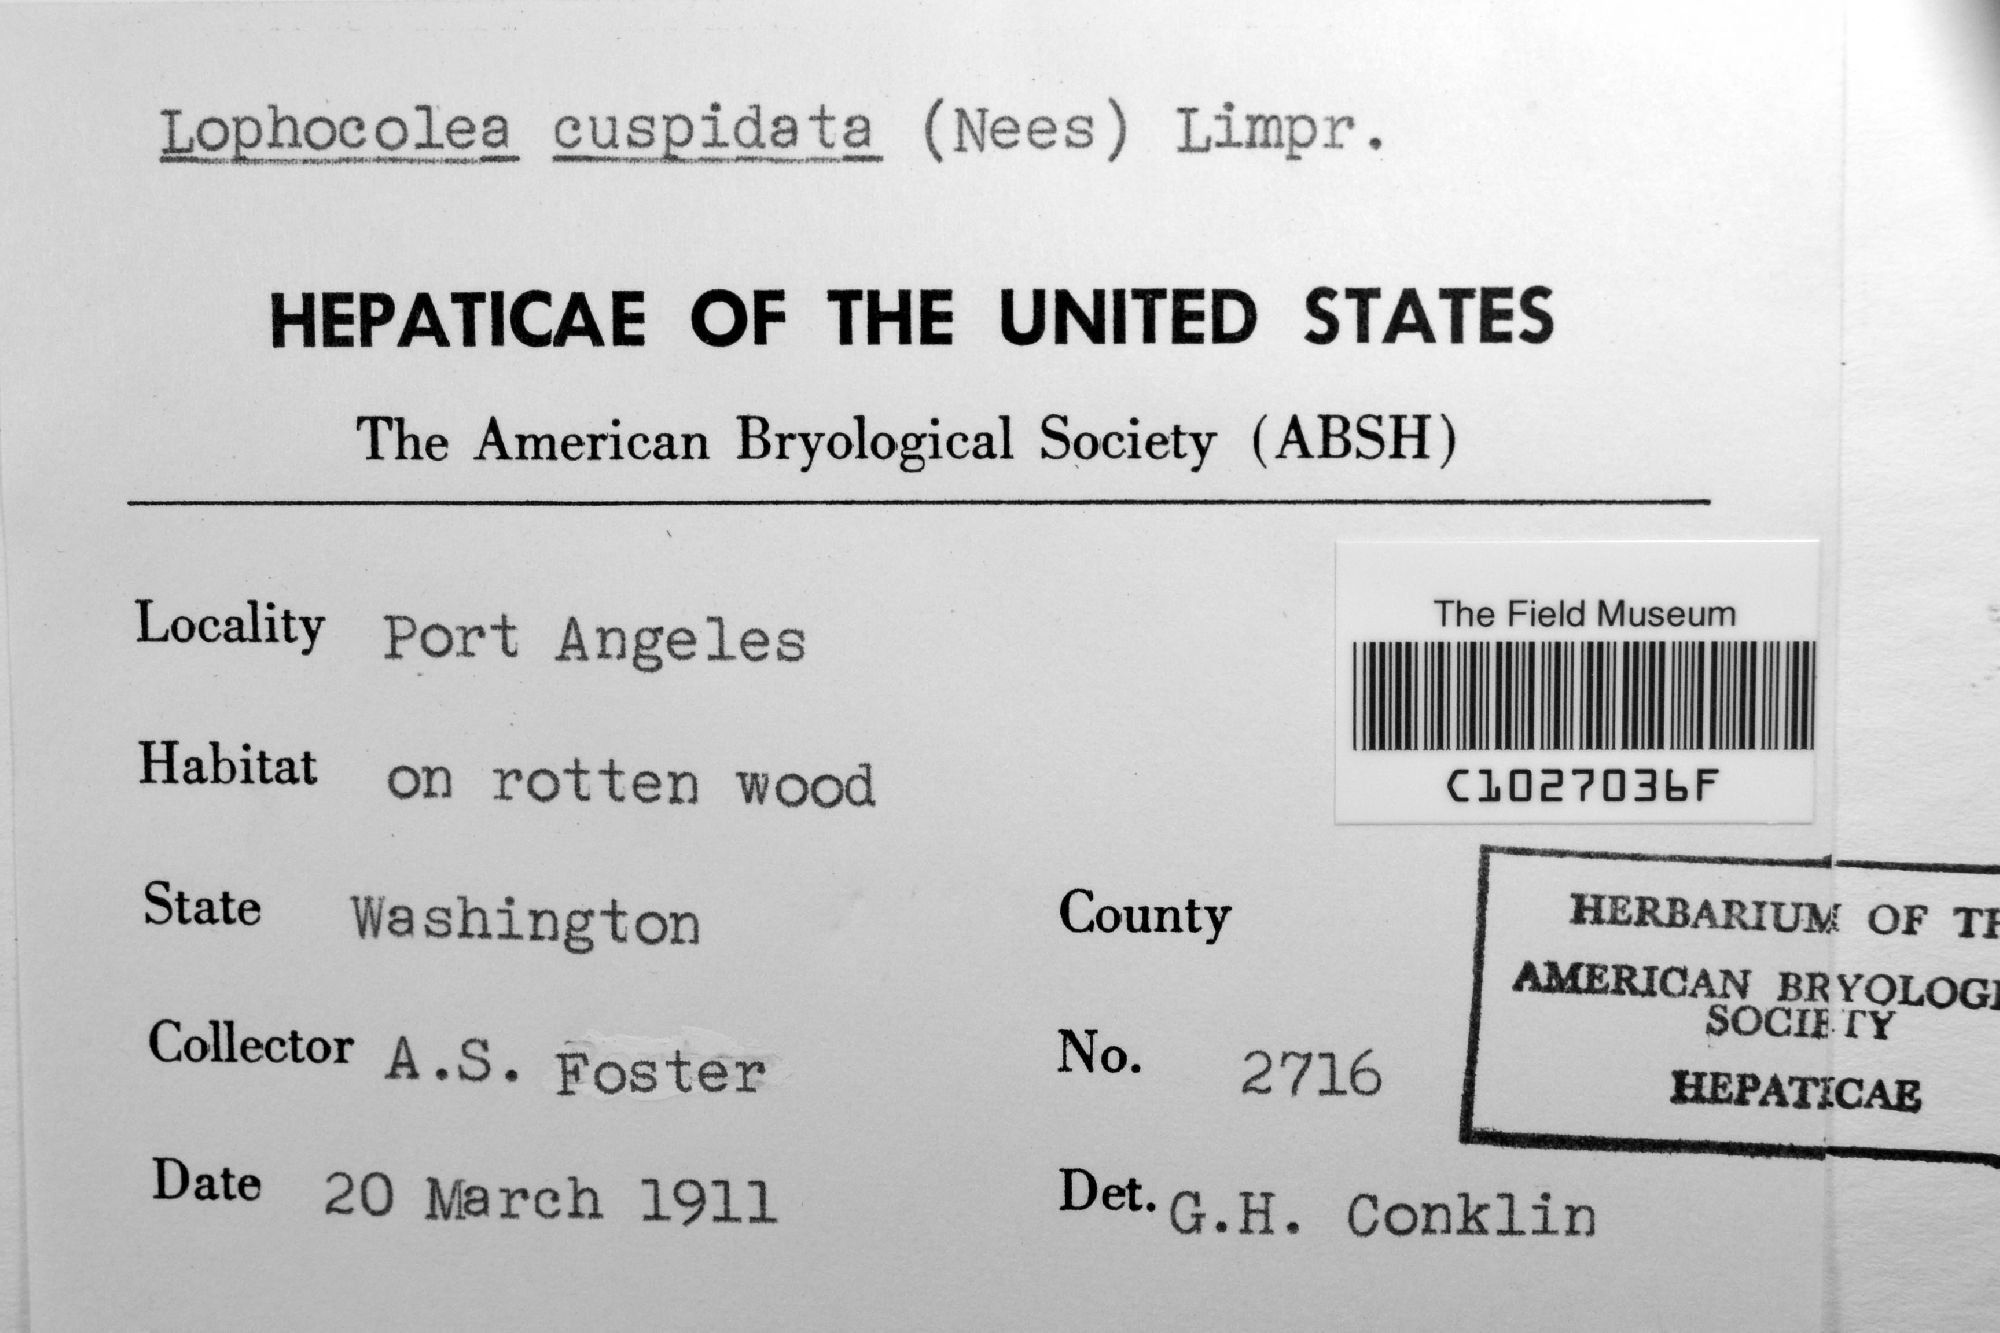 Lophocolea cuspidata (Nees) Limpr.
HEPATICAE OF THE UNITED STATES
The American Bryological Society (ABSH)
Locality Port Angeles
The Field Museum
Habitat on rotten wood
C1027036F
State Washington
County
HERBARIUM OF
AMERICAN
SOCIETY
HEPATICAE
Collector A.S. Foster
No. 2716
Date 20 March 1911
Det. G.H. Conklin